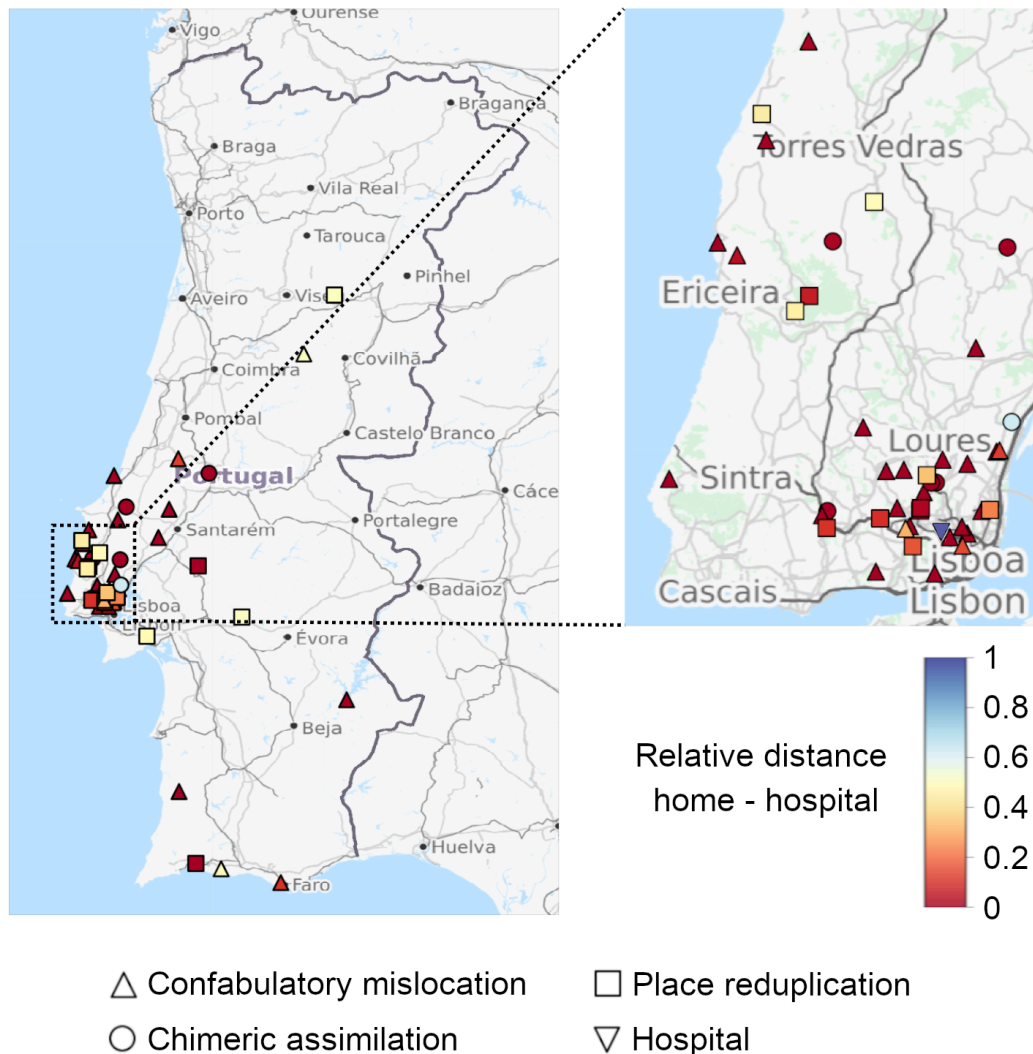 Ourense
Vigo
Bragança
Braga
Vila Real
Porto
Tarouca
Pinhel
Aveiro
Covilhã
Coimbra
Pombal
Castelo Branco
Portugal
Cáce
Santarém
Portalegre
Badajoz
Lisboa
Lisbon
Évora
Beja
Huelva
Faro
Torres Vedras
Ericeira
Loures
Sintra
Lisboa
Cascais
Lisbon
Relative distance
home - hospital
1
0.8
0.6
0.4
0.2
0
Confabulatory mislocation
Place reduplication
Chimeric assimilation
Hospital